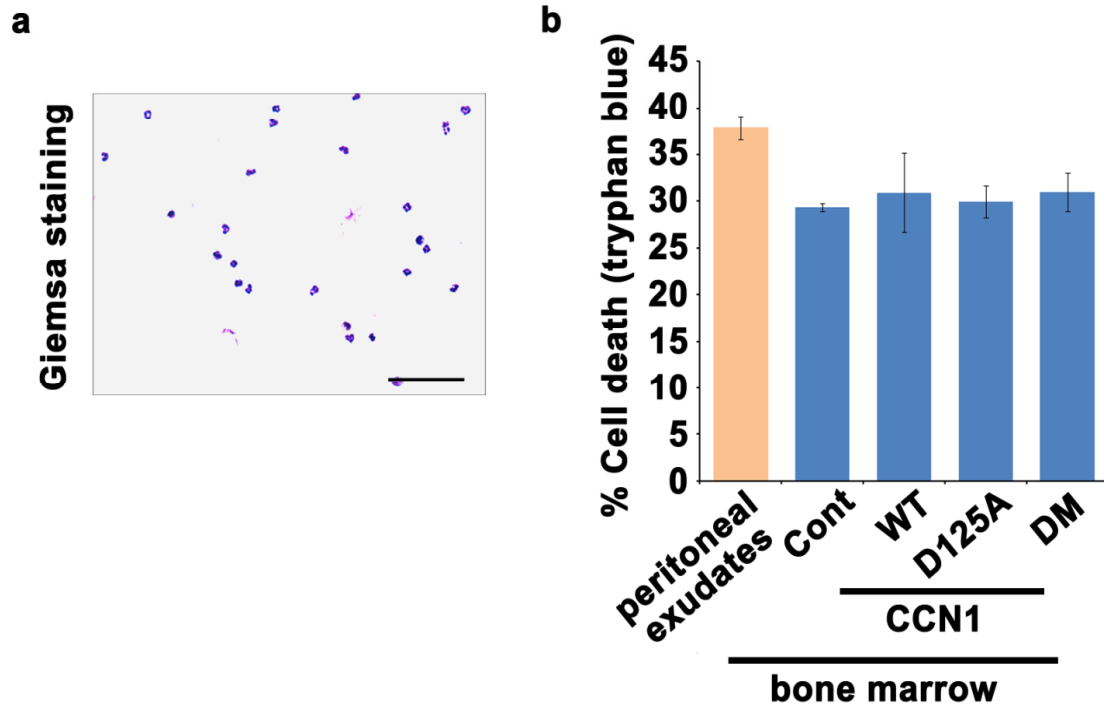 a
Giemsa staining
b
% Cell death (tryphan blue)
45
40
35
30
25
20
15
10
5
0
peritoneal
exudates
Cont
WT
D125A
DM
CCN1
bone marrow